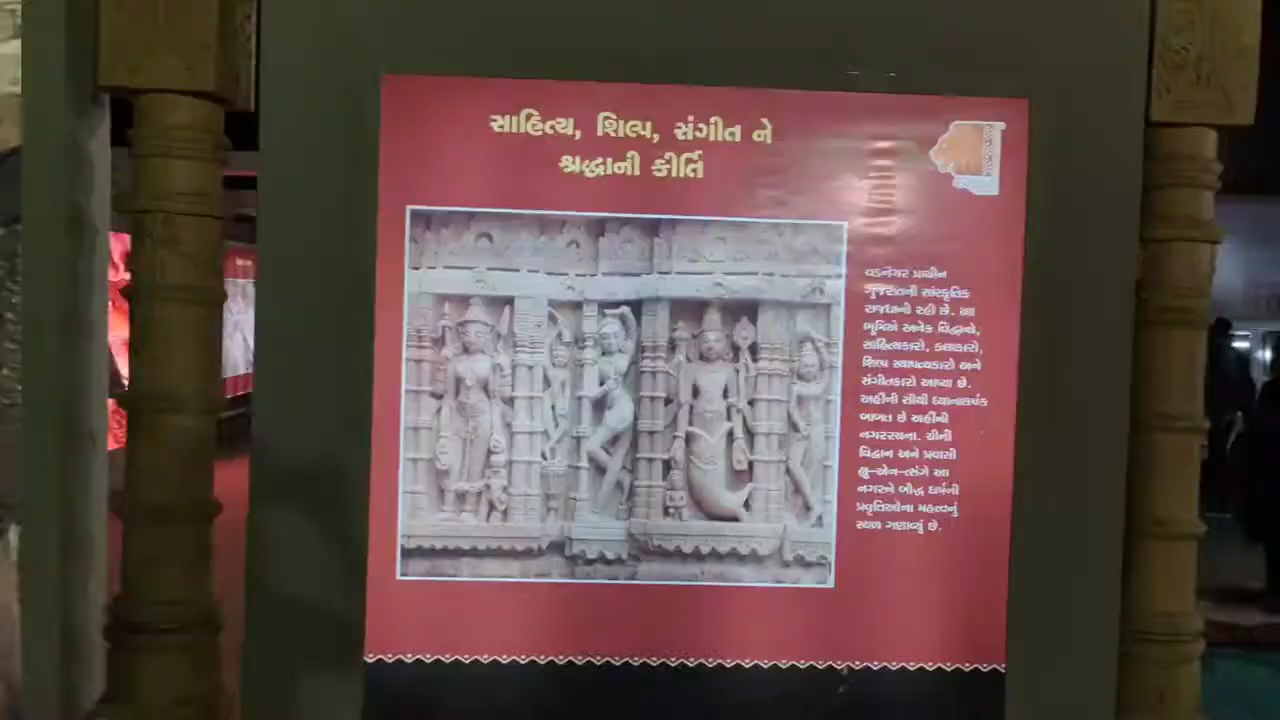 સાહિત્ય, શિલ્પ, સંગીત ને
શ્રદ્ધાની કીર્તિ
વડનગર પ્રાચીન
ગુજરાતની સાંસ્કૃતિક
રાજધાની રહી છે. આ
ભૂમિએ અનેક વિદ્વાનો,
સાહિત્યકારો, કલાકારો,
શિલ્પ સ્થાપત્યકારો અને
સંગીતકારો આપ્યા છે.
અહીંની સૌથી ધ્યાનાકર્ષક
બાબત છે અહીંની
નગરરચના. ચીની
વિદ્વાન અને પ્રવાસી
હ્યુ-એન-ત્સંગે આ
નગરને બૌદ્ધ ધર્મની
પ્રવૃત્તિઓના મહત્વનું
સ્થળ ગણાવ્યું છે.